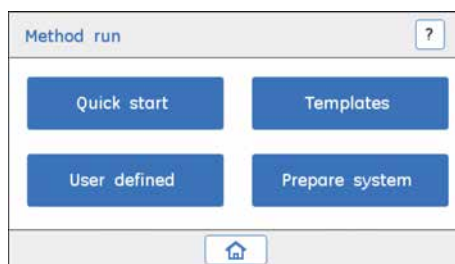 Method run
?
Quick start
Templates
User defined
Prepare system